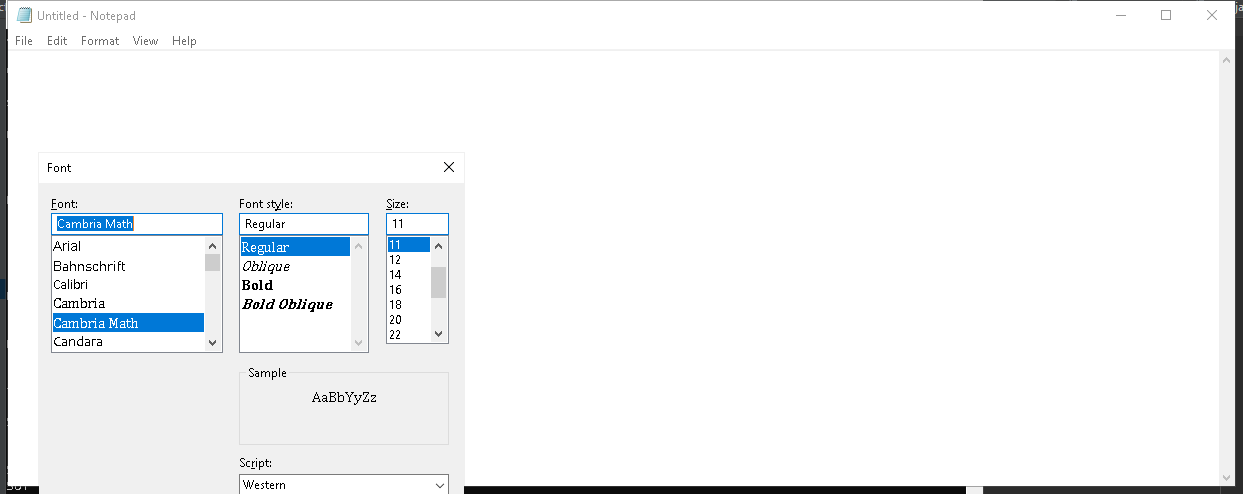 Untitled - Notepad
File Edit Format View Help
Font
Font: Font style: Size:
Cambria Math Regular 11
Arial Regular 11
Bahnschrift Oblique 12
Calibri Bold 14
Cambria Bold Oblique 16
Cambria Math 18
Candara 20
22
Sample
AaBbYyZz
Script:
Western